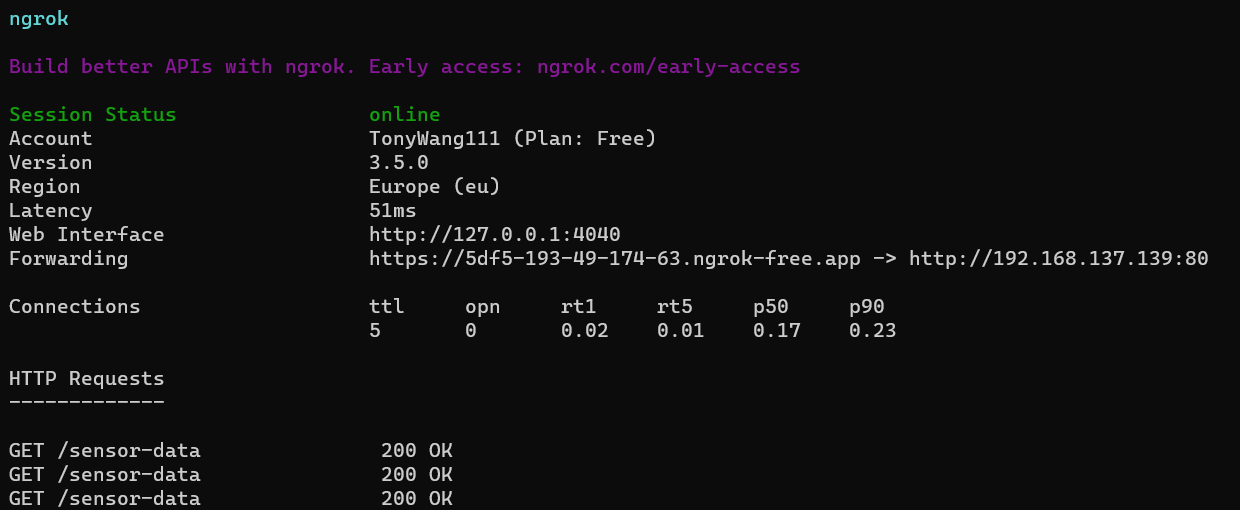 ngrok
Build better APIs with ngrok. Early access: ngrok.com/early-access
Session Status online
Account TonyWang111 (Plan: Free)
Version 3.5.0
Region Europe (eu)
Latency 51ms
Web Interface http://127.0.0.1:4040
Forwarding https://5df5-193-49-174-63.ngrok-free.app -> http://192.168.137.139:80
Connections ttl opn rt1 rt5 p50 p90
5 0 0.02 0.01 0.17 0.23
HTTP Requests
-------------
GET /sensor-data 200 OK
GET /sensor-data 200 OK
GET /sensor-data 200 OK